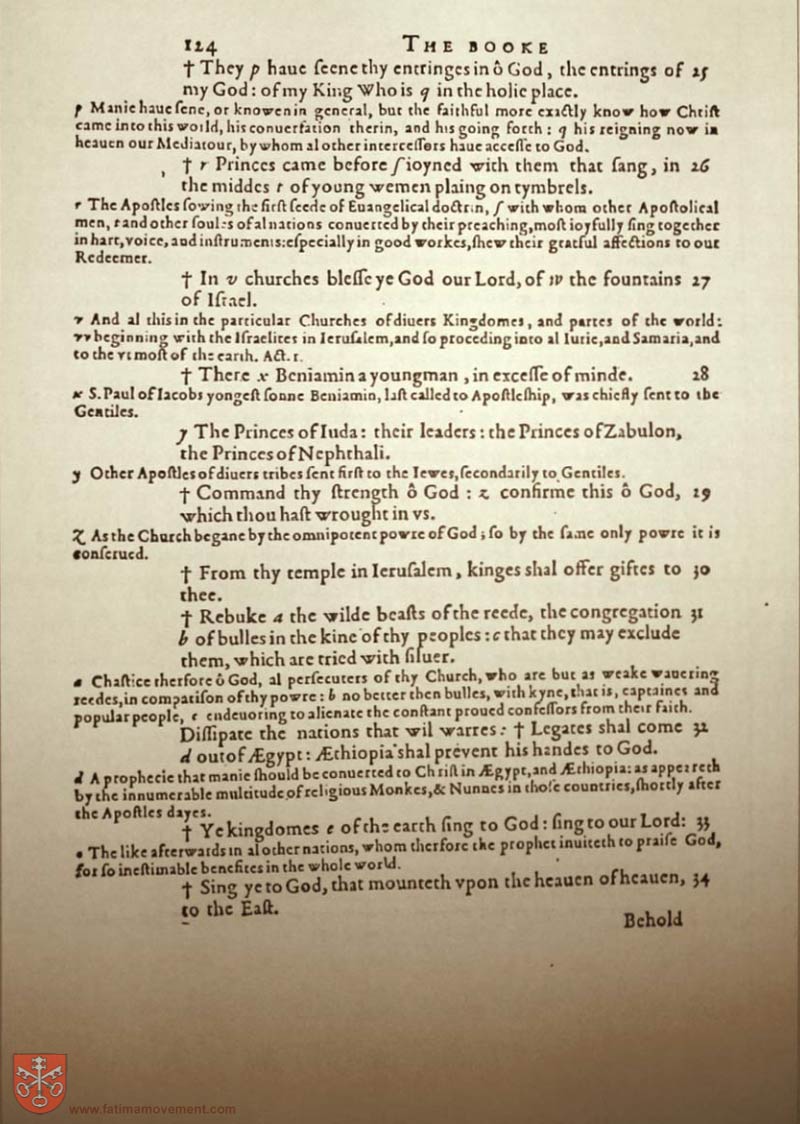 124 THE BOOKE
† They p haue ſeene thy entringes in ô God, the entrings of 25
my God: of my King Who is q in the holie place.
p Manie haue ſene, or knowen in general, but the faithful more exactly know how Chriſt
came into this world, his conuerſation therin, and his going forth: q his reigning now in
heauen our Mediatour, by whom al other interceſſors haue acceſſe to God.
† r Princes came before ſ ioyned with them that ſang, in 26
the middes t of young wemen plaing on tymbrels.
r The Apoſtles ſowing the firſt ſeede of Euangelical doctrin, ſ with whom other Apoſtolical
men, t and other ſoules of al nations conuerted by their preaching, moſt ioyfully ſing together
in hart, voice, and inſtruments: eſpecially in good workes, ſhew their grateful affections to our
Redeemer.
† In v churches bleſſe ye God our Lord, of w the fountains 27
of Iſrael.
v And al this in the particular Churches of diuers Kingdomes, and partes of the world:
vv beginning with the Iſraelites in Ieruſalem, and ſo proceding into al Iurie, and Samaria, and
to the vtmoſt of the earth. Act. 1.
† There x Beniamin a youngman, in exceſſe of minde. 28
x S. Paul of Iacobs yongeſt ſonne Beniamin, laſt called to Apoſtleſhip, was chiefly ſent to the
Gentiles.
y The Princes of Iuda: their leaders: the Princes of Zabulon,
the Princes of Nephthali.
y Other Apoſtles of diuers tribes ſent firſt to the Iewes, ſecondarily to Gentiles.
† Command thy ſtrength ô God: z confirme this ô God, 29
which thou haſt wrought in vs.
Z As the Church begane by the omnipotent powre of God; ſo by the ſame only powre it is
conſerued.
† From thy temple in Ieruſalem, kinges shal offer giftes to 30
thee.
† Rebuke a the wilde beaſts of the reede, the congregation 31
b of bulles in the kine of thy peoples: c that they may exclude
them, which are tried with ſiluer.
a Chaſtice therfore ô God, al perſecuters of thy Church, who are but as weake wauering
reedes, in compariſon of thy powre: b no better then bulles, with kyne, that is, captaines and
popular people, c endeuoring to alienate the conſtant proued confeſſors from their faith.
Diſſipate the nations that wil warres: † Legates shal come 32
d out of Ægypt: Æthiopia shal preuent his handes to God.
d A prophecie that manie ſhould be conuerted to Chriſt in Ægypt, and Æthiopia: as appeereth
by the innumerable multitude of religious Monkes, & Nunnes in thoſe countries, ſhortly after
the Apoſtles dayes.
† Ye kingdomes e of the earth ſing to God: ſing to our Lord: 33
e The like afterwards in al other nations, whom therfore the prophet inuiteth to praiſe God,
for ſo ineſtimable benefites in the whole world.
† Sing ye to God, that mounteth vpon the heauen of heauen, 34
to the Eaſt.
Behold
www.fatimamovement.com